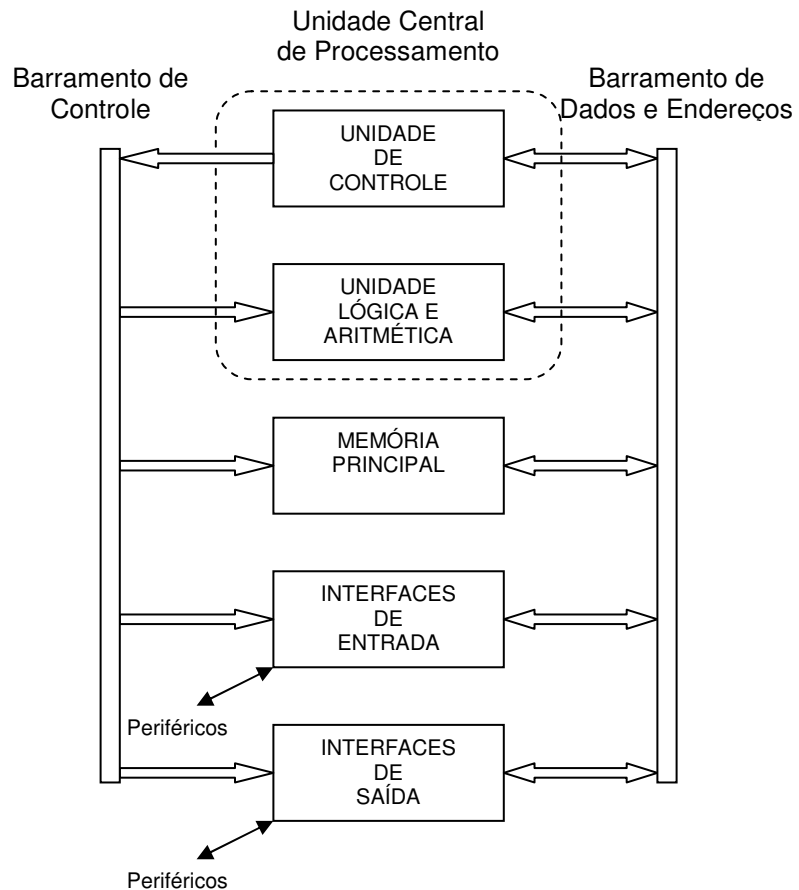 Unidade Central
de Processamento
Barramento de
Controle
Barramento de
Dados e Endereços
UNIDADE
DE
CONTROLE
UNIDADE
LÓGICA E
ARITMÉTICA
MEMÓRIA
PRINCIPAL
INTERFACES
DE
ENTRADA
Periféricos
INTERFACES
DE
SAÍDA
Periféricos